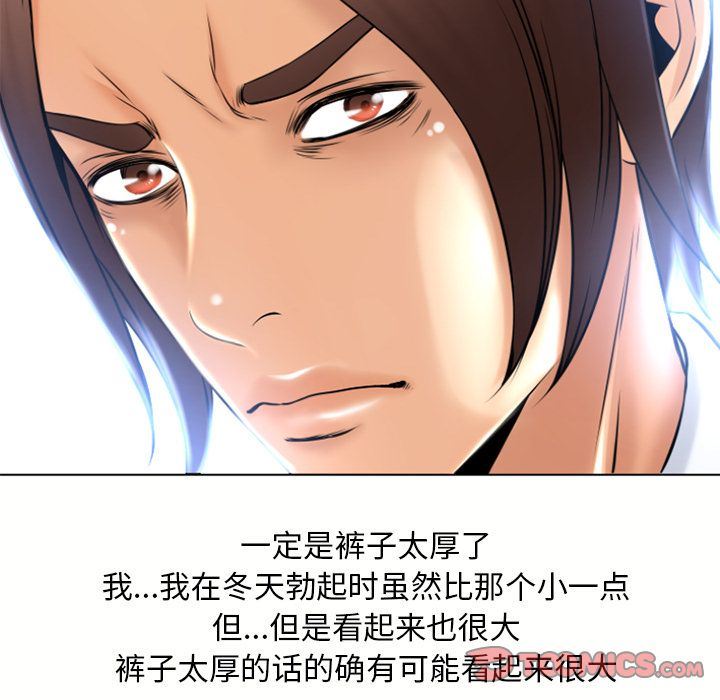 一定是裤子太厚了
我...我在冬天勃起时虽然比那个小一点
但...但是看起来也很大
裤子太厚的话的确有可能看起来很大
TOOMICS.COM